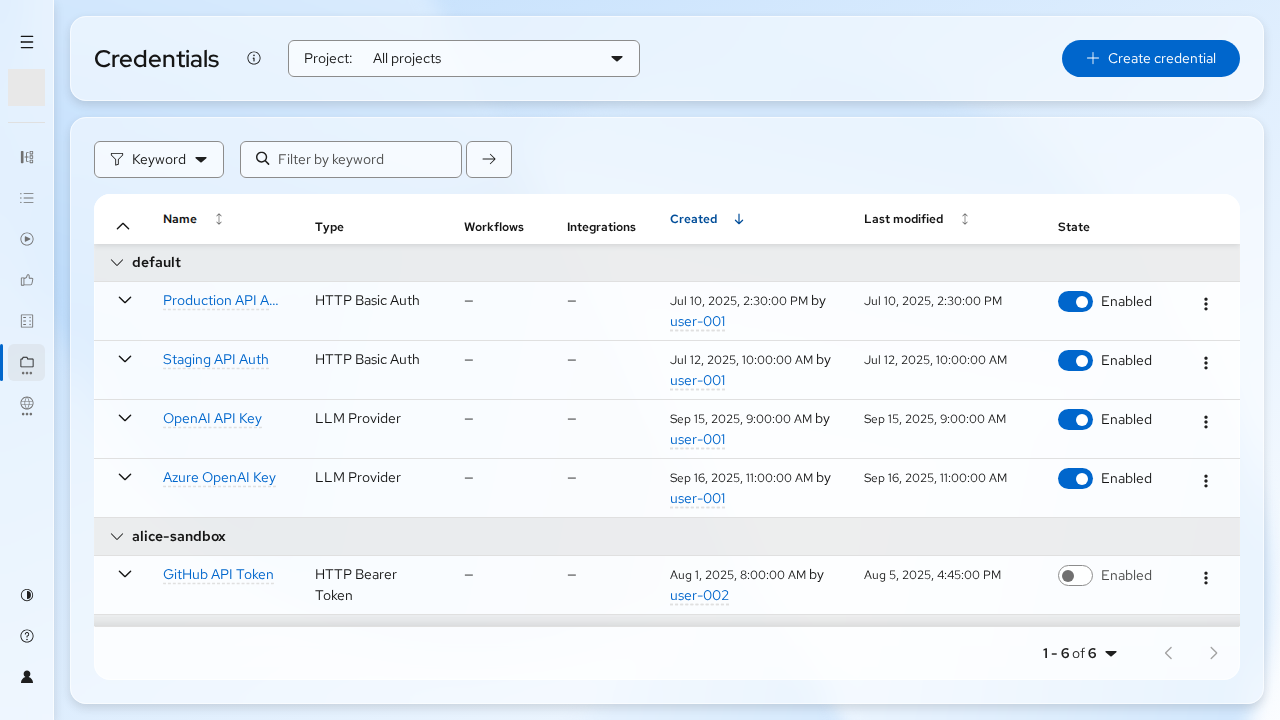 Credentials
Project: All projects
Create credential
Keyword
Filter by keyword
Name Type Workflows Integrations Created Last modified State
default
Production API A... HTTP Basic Auth – – Jul 10, 2025, 2:30:00 PM by Jul 10, 2025, 2:30:00 PM Enabled
user-001
Staging API Auth HTTP Basic Auth – – Jul 12, 2025, 10:00:00 AM by Jul 12, 2025, 10:00:00 AM Enabled
user-001
OpenAI API Key LLM Provider – – Sep 15, 2025, 9:00:00 AM by Sep 15, 2025, 9:00:00 AM Enabled
user-001
Azure OpenAI Key LLM Provider – – Sep 16, 2025, 11:00:00 AM by Sep 16, 2025, 11:00:00 AM Enabled
user-001
alice-sandbox
GitHub API Token HTTP Bearer – – Aug 1, 2025, 8:00:00 AM by Aug 5, 2025, 4:45:00 PM Enabled
Token user-002
1 - 6 of 6